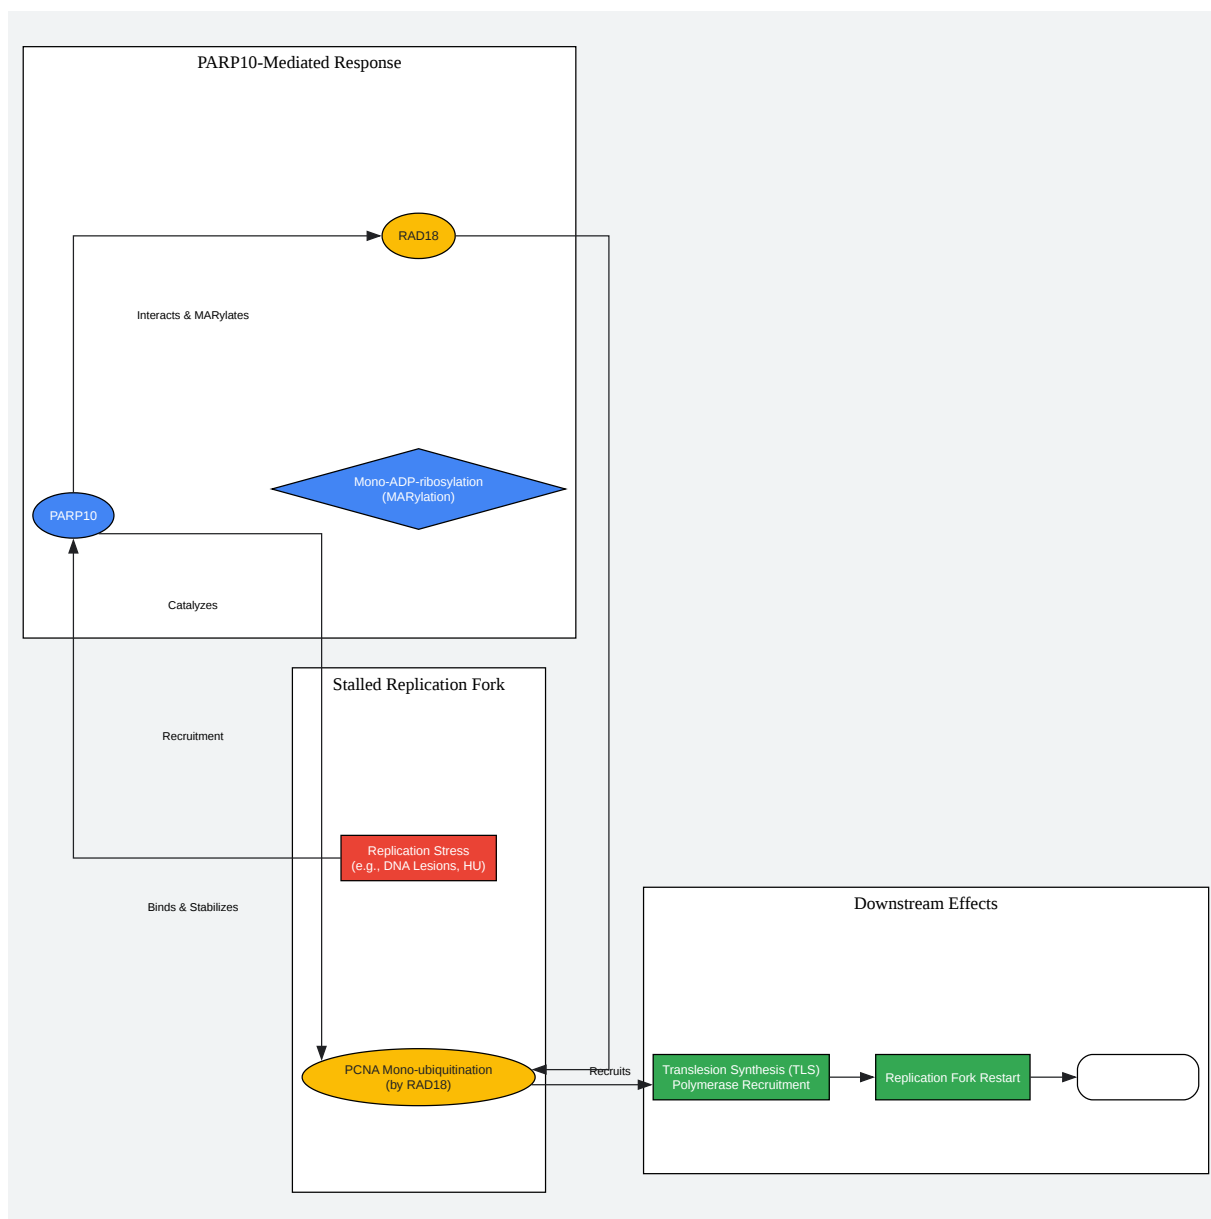 PARP10-Mediated Response
RAD18
Interacts & MARylates
Mono-ADP-ribosylation
(MARylation)
PARP10
Catalyzes
Stalled Replication Fork
Recruitment
Replication Stress
(e.g., DNA Lesions, HU)
Binds & Stabilizes
Downstream Effects
PCNA Mono-ubiquitination
(by RAD18)
Recruits
Translesion Synthesis (TLS)
Polymerase Recruitment
Replication Fork Restart